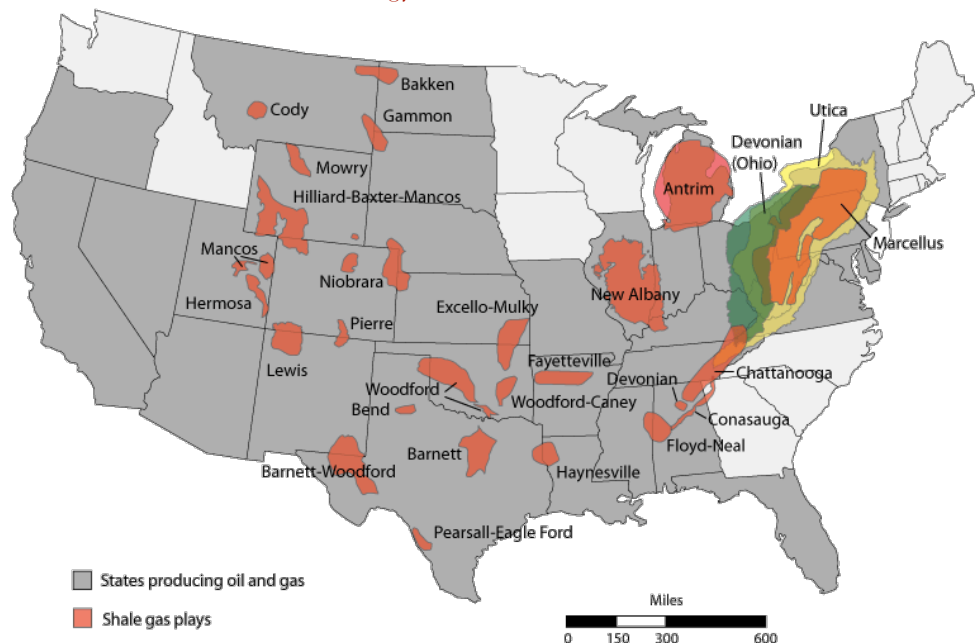 Bakken
Cody
Gammon
Utica
Mowry
Devonian
(Ohio)
Antrim
Hilliard-Baxter-Mancos
Marcellus
Mancos
Niobrara
New Albany
Hermosa
Excello-Mulky
Pierre
Fayetteville
Lewis
Chattanooga
Devonian
Woodford
Woodford-Caney
Bend
Conasauga
Floyd-Neal
Barnett
Barnett-Woodford
Haynesville
Pearsall-Eagle Ford
States producing oil and gas
Shale gas plays
Miles
0 150 300 600